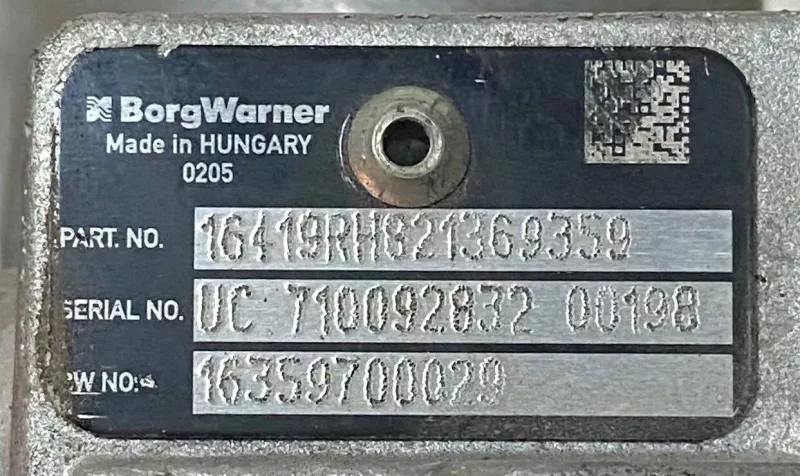 BorgWarner
Made in HUNGARY
0205
PART. NO. 16419RH821369359
SERIAL NO. UC 710092832 00198
BW NO: 16359700029